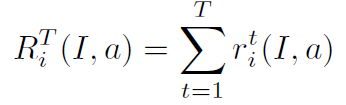 $R_i^T(I, a) = \sum_{t=1}^{T} r_i^t(I, a)$